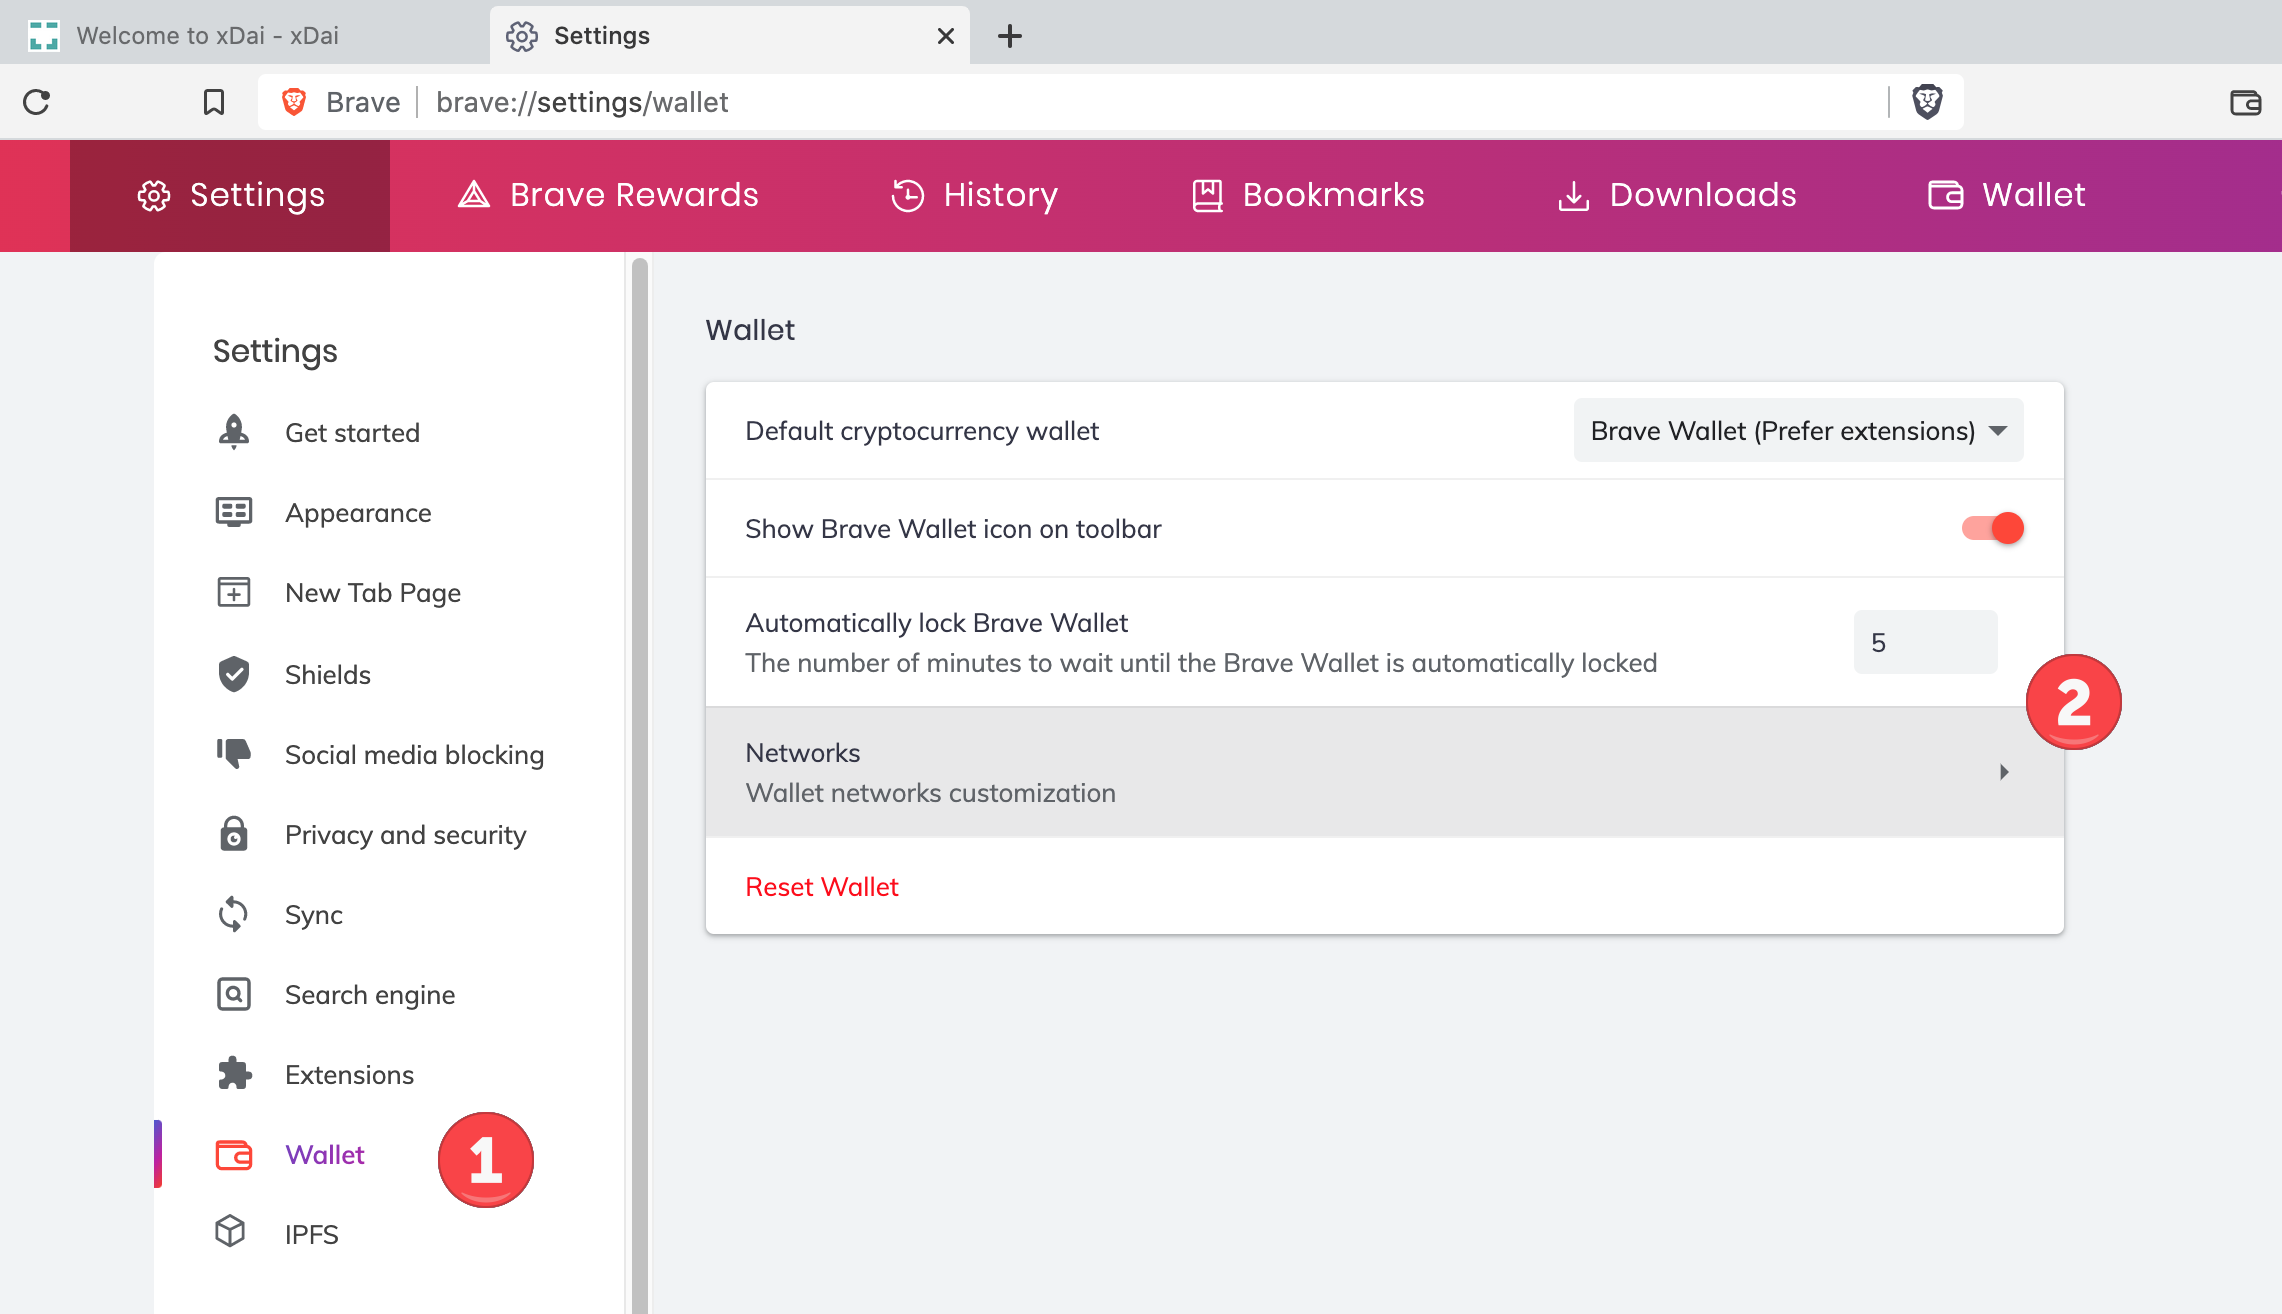 Welcome to xDai - xDai
Settings
Brave
brave://settings/wallet
Settings
Brave Rewards
History
Bookmarks
Downloads
Wallet
Settings
Get started
Appearance
New Tab Page
Shields
Social media blocking
Privacy and security
Sync
Search engine
Extensions
Wallet
1
IPFS
Wallet
Default cryptocurrency wallet
Brave Wallet (Prefer extensions)
Show Brave Wallet icon on toolbar
Automatically lock Brave Wallet
The number of minutes to wait until the Brave Wallet is automatically locked
5
2
Networks
Wallet networks customization
Reset Wallet